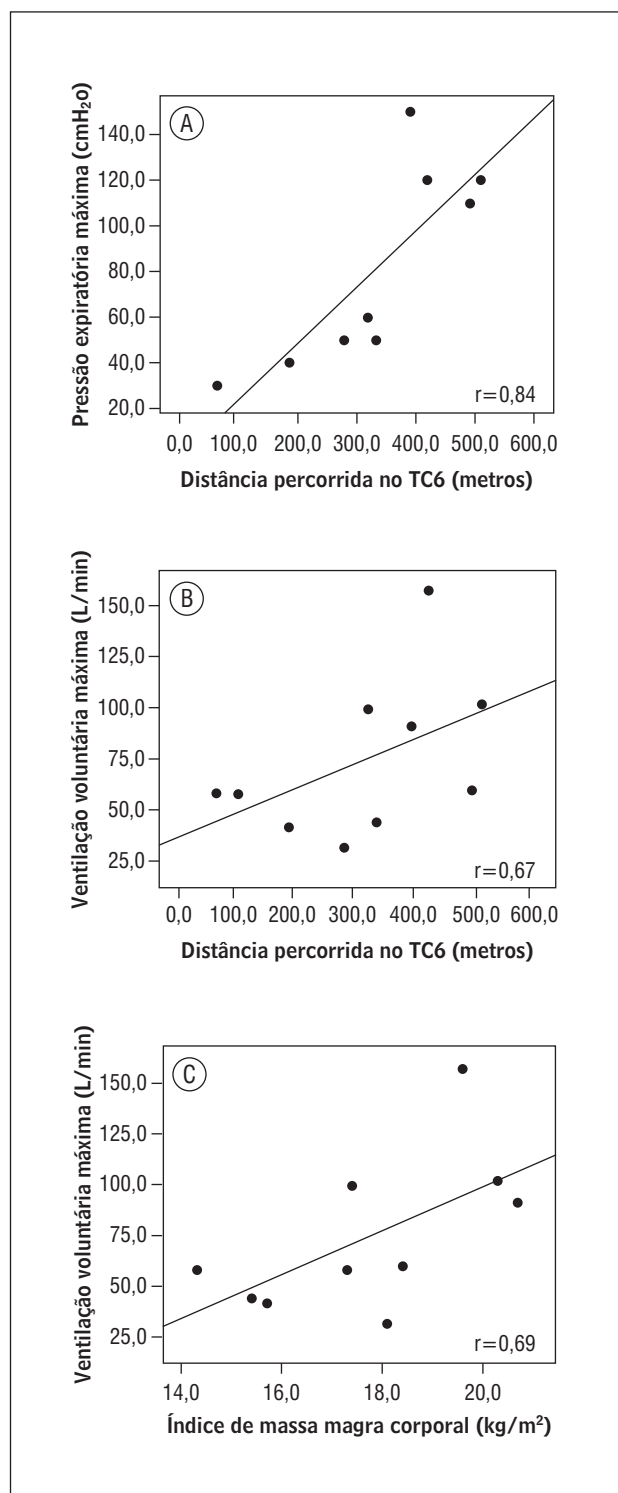 A
Pressão expiratória máxima (cmH₂o)
140,0
120,0
100,0
80,0
60,0
40,0
20,0
r=0,84
0,0 100,0 200,0 300,0 400,0 500,0 600,0
Distância percorrida no TC6 (metros)
B
Ventilação voluntária máxima (L/min)
150,0
125,0
100,0
75,0
50,0
25,0
r=0,67
0,0 100,0 200,0 300,0 400,0 500,0 600,0
Distância percorrida no TC6 (metros)
C
Ventilação voluntária máxima (L/min)
150,0
125,0
100,0
75,0
50,0
25,0
r=0,69
14,0 16,0 18,0 20,0
Índice de massa magra corporal (kg/m²)